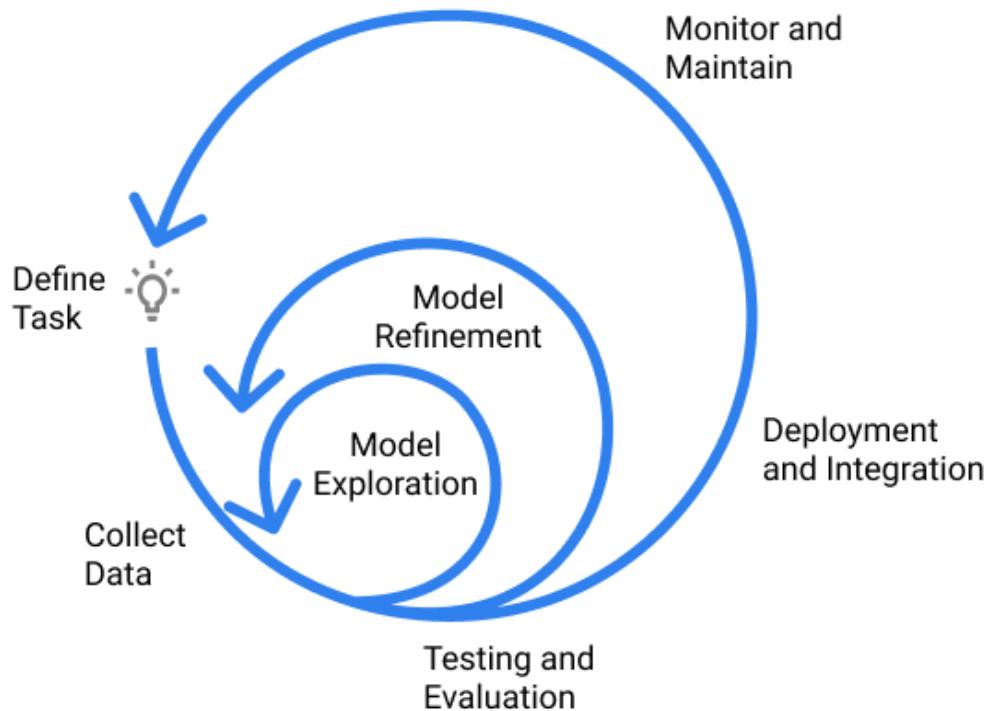 Monitor and
Maintain
Define
Task
Model
Refinement
Model
Exploration
Deployment
and Integration
Collect
Data
Testing and
Evaluation